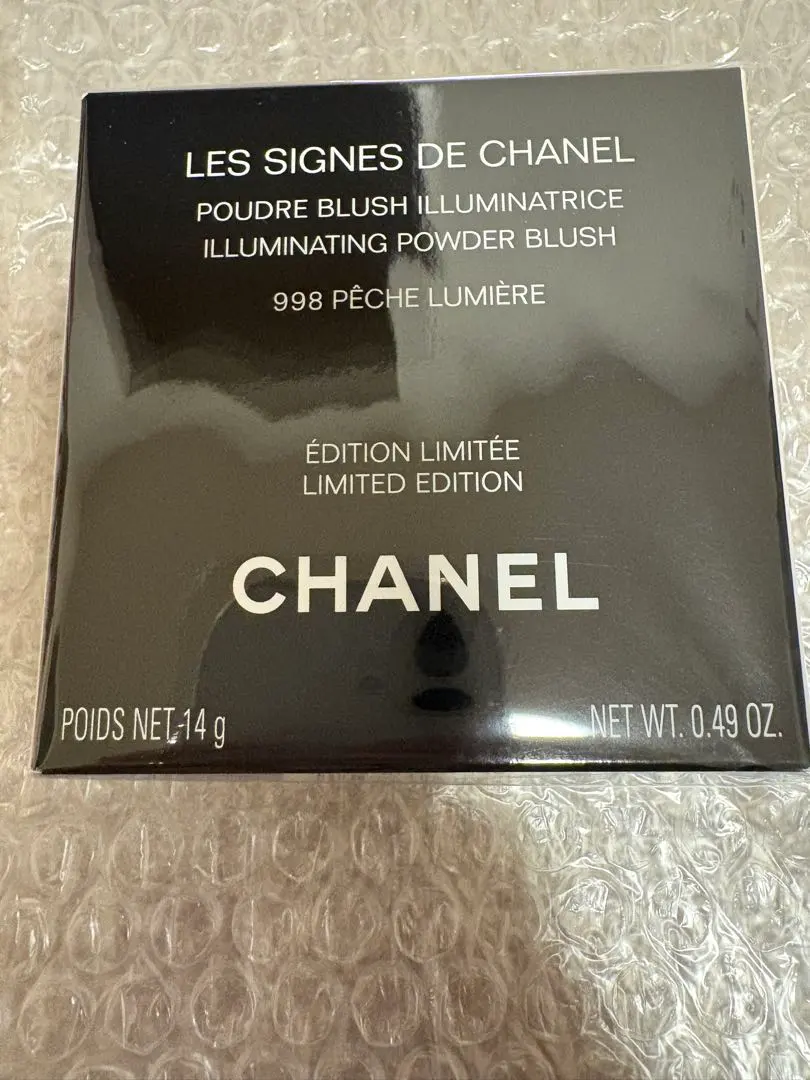 LES SIGNES DE CHANEL
POUDRE BLUSH ILLUMINATRICE
ILLUMINATING POWDER BLUSH
998 PÊCHE LUMIÈRE
ÉDITION LIMITÉE
LIMITED EDITION
CHANEL
POIDS NET 14 g
NET WT. 0.49 OZ.